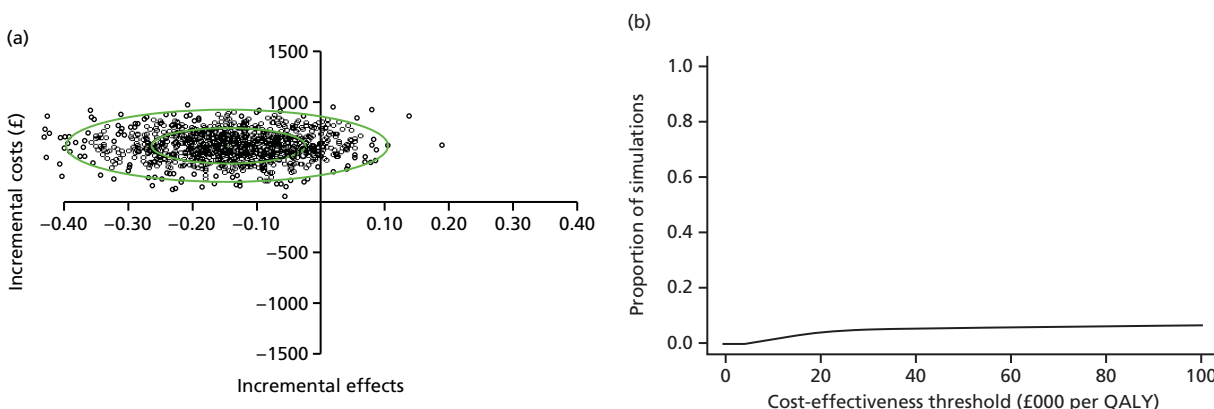 (a)
Incremental costs (£)
1500
1000
−500
−1000
−1500
−0.40 −0.30 −0.20 −0.10 0.10 0.20 0.30 0.40
Incremental effects
(b)
Proportion of simulations
1.0
0.8
0.6
0.4
0.2
0.0
0 20 40 60 80 100
Cost-effectiveness threshold (£000 per QALY)